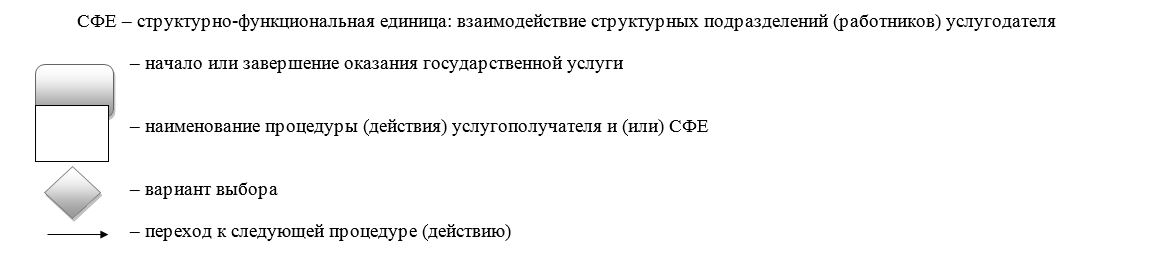 СФЕ – структурно-функциональная единица: взаимодействие структурных подразделений (работников) услугодателя
– начало или завершение оказания государственной услуги
– наименование процедуры (действия) услугополучателя и (или) СФЕ
– вариант выбора
– переход к следующей процедуре (действию)